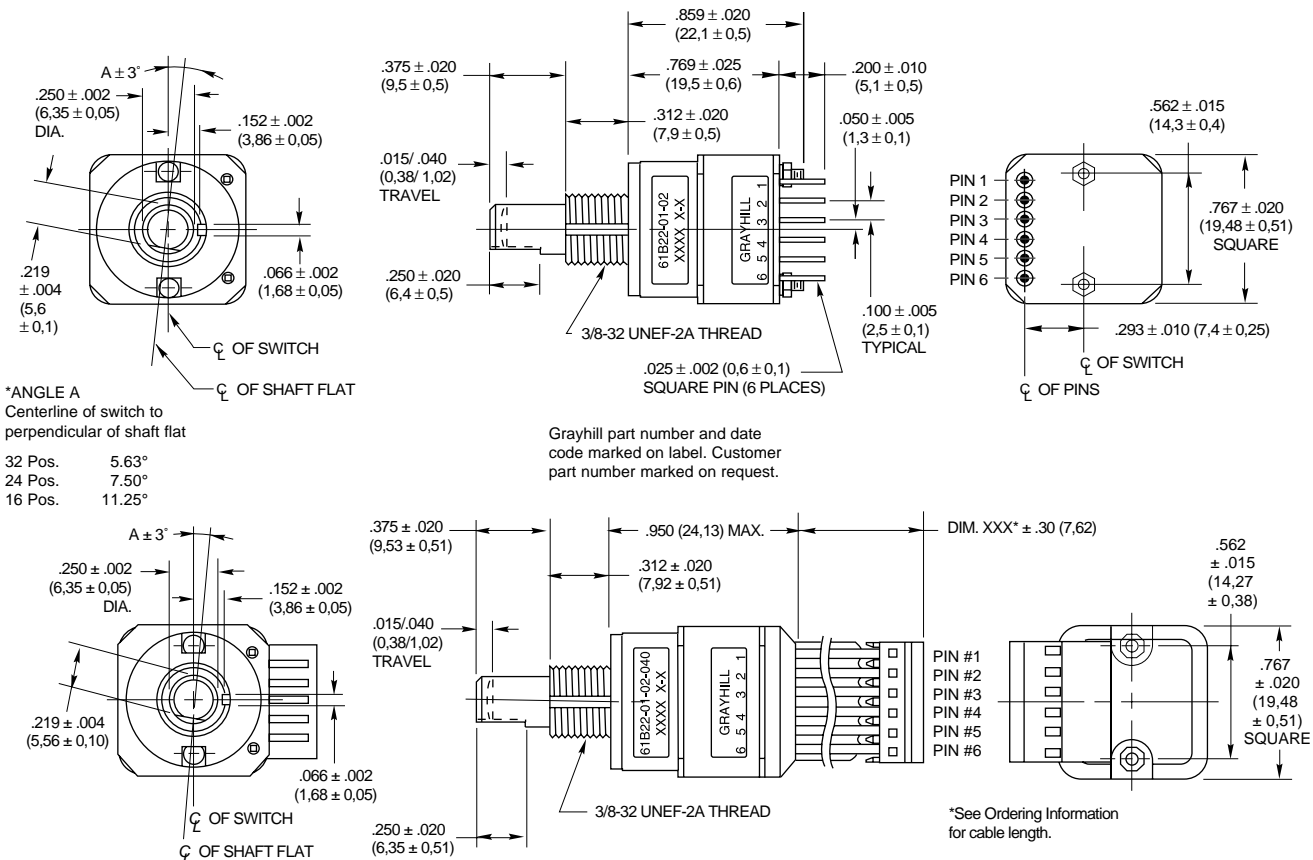 A ± 3°
.250 ± .002
(6,35 ± 0,05)
DIA.
.152 ± .002
(3,86 ± 0,05)
.219
± .004
(5,6
± 0,1)
.066 ± .002
(1,68 ± 0,05)
℄ OF SWITCH
℄ OF SHAFT FLAT
*ANGLE A
Centerline of switch to
perpendicular of shaft flat
32 Pos. 5.63°
24 Pos. 7.50°
16 Pos. 11.25°
.859 ± .020
(22,1 ± 0,5)
.375 ± .020
(9,5 ± 0,5)
.769 ± .025
(19,5 ± 0,6)
.200 ± .010
(5,1 ± 0,5)
.312 ± .020
(7,9 ± 0,5)
.050 ± .005
(1,3 ± 0,1)
.015/ .040
(0,38/ 1,02)
TRAVEL
61B22-01-02
XXXX X-X
GRAYHILL
6 5 4 3 2 1
.250 ± .020
(6,4 ± 0,5)
3/8-32 UNEF-2A THREAD
.100 ± .005
(2,5 ± 0,1)
TYPICAL
.025 ± .002 (0,6 ± 0,1)
SQUARE PIN (6 PLACES)
.562 ± .015
(14,3 ± 0,4)
PIN 1
PIN 2
PIN 3
PIN 4
PIN 5
PIN 6
.767 ± .020
(19,48 ± 0,51)
SQUARE
.293 ± .010 (7,4 ± 0,25)
℄ OF SWITCH
℄ OF PINS
Grayhill part number and date
code marked on label. Customer
part number marked on request.
A ± 3°
.250 ± .002
(6,35 ± 0,05)
DIA.
.152 ± .002
(3,86 ± 0,05)
.219 ± .004
(5,56 ± 0,10)
.066 ± .002
(1,68 ± 0,05)
℄ OF SWITCH
℄ OF SHAFT FLAT
.375 ± .020
(9,53 ± 0,51)
.950 (24,13) MAX.
DIM. XXX* ± .30 (7,62)
.312 ± .020
(7,92 ± 0,51)
.015/.040
(0,38/1,02)
TRAVEL
61B22-01-02-040
XXXX X-X
GRAYHILL
6 5 4 3 2 1
PIN #1
PIN #2
PIN #3
PIN #4
PIN #5
PIN #6
.250 ± .020
(6,35 ± 0,51)
3/8-32 UNEF-2A THREAD
.562
± .015
(14,27
± 0,38)
.767
± .020
(19,48
± 0,51)
SQUARE
*See Ordering Information
for cable length.